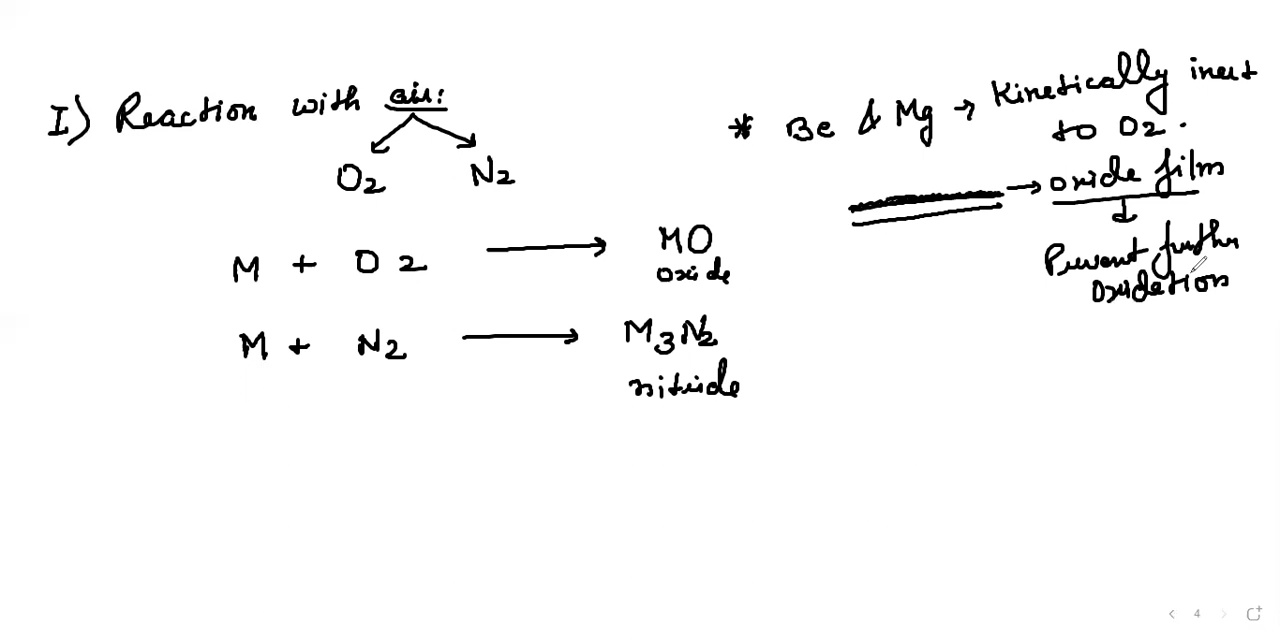 I) Reaction with air:
O2 N2
M + O2 → MO
oxide
M + N2 → M3N2
nitride
* Be & Mg → Kinetically inert
to O2.
→ oxide film
↓
Prevent further
oxidation
< 4 >